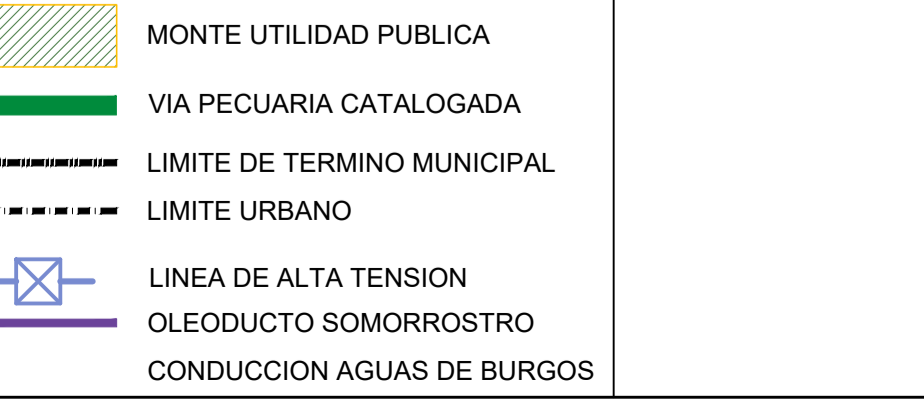 MONTE UTILIDAD PUBLICA
VIA PECUARIA CATALOGADA
LIMITE DE TERMINO MUNICIPAL
LIMITE URBANO
LINEA DE ALTA TENSION
OLEODUCTO SOMORROSTRO
CONDUCCION AGUAS DE BURGOS